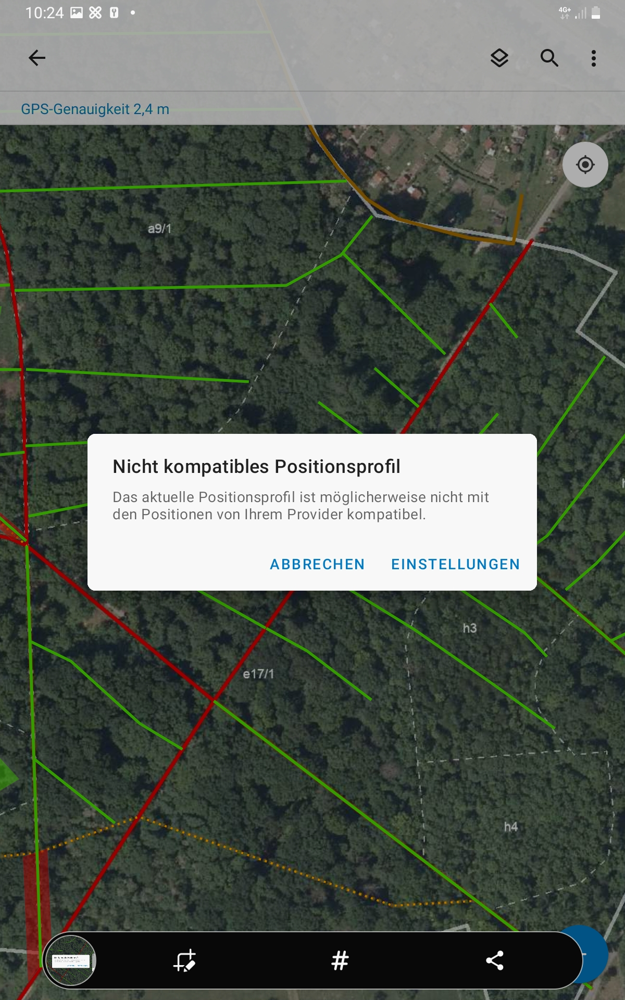 10:24
4G+
GPS-Genauigkeit 2,4 m
a9/1
Nicht kompatibles Positionsprofil
Das aktuelle Positionsprofil ist möglicherweise nicht mit
den Positionen von Ihrem Provider kompatibel.
ABBRECHEN EINSTELLUNGEN
h3
e17/1
h4